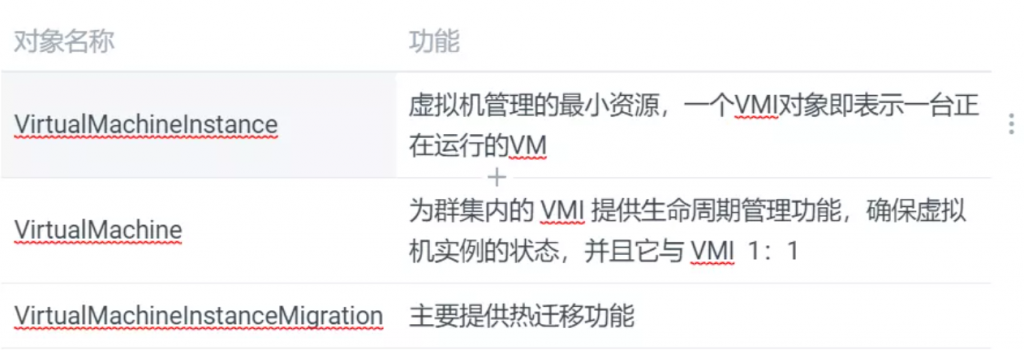 对象名称 功能
VirtualMachineInstance 虚拟机管理的最小资源，一个VMI对象即表示一台正
在运行的VM
VirtualMachine 为群集内的 VMI 提供生命周期管理功能，确保虚拟
机实例的状态，并且它与 VMI 1：1
VirtualMachineInstanceMigration 主要提供热迁移功能